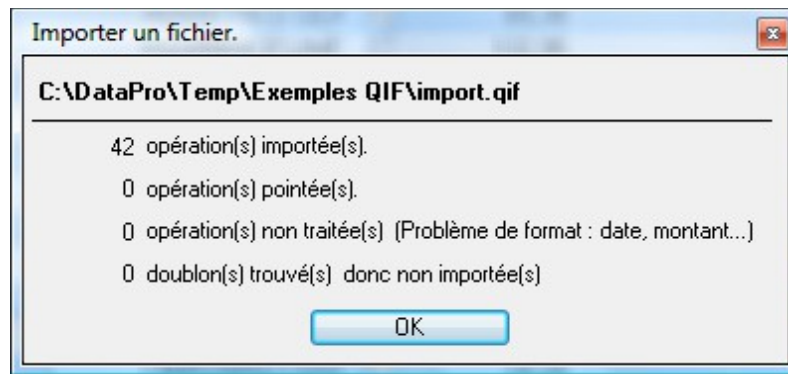 Importer un fichier.
C:\DataPro\Temp\Exemples QIF\import.qif
42 opération(s) importée(s).
0 opération(s) pointée(s).
0 opération(s) non traitée(s) (Problème de format : date, montant...)
0 doublon(s) trouvé(s) donc non importée(s)
OK